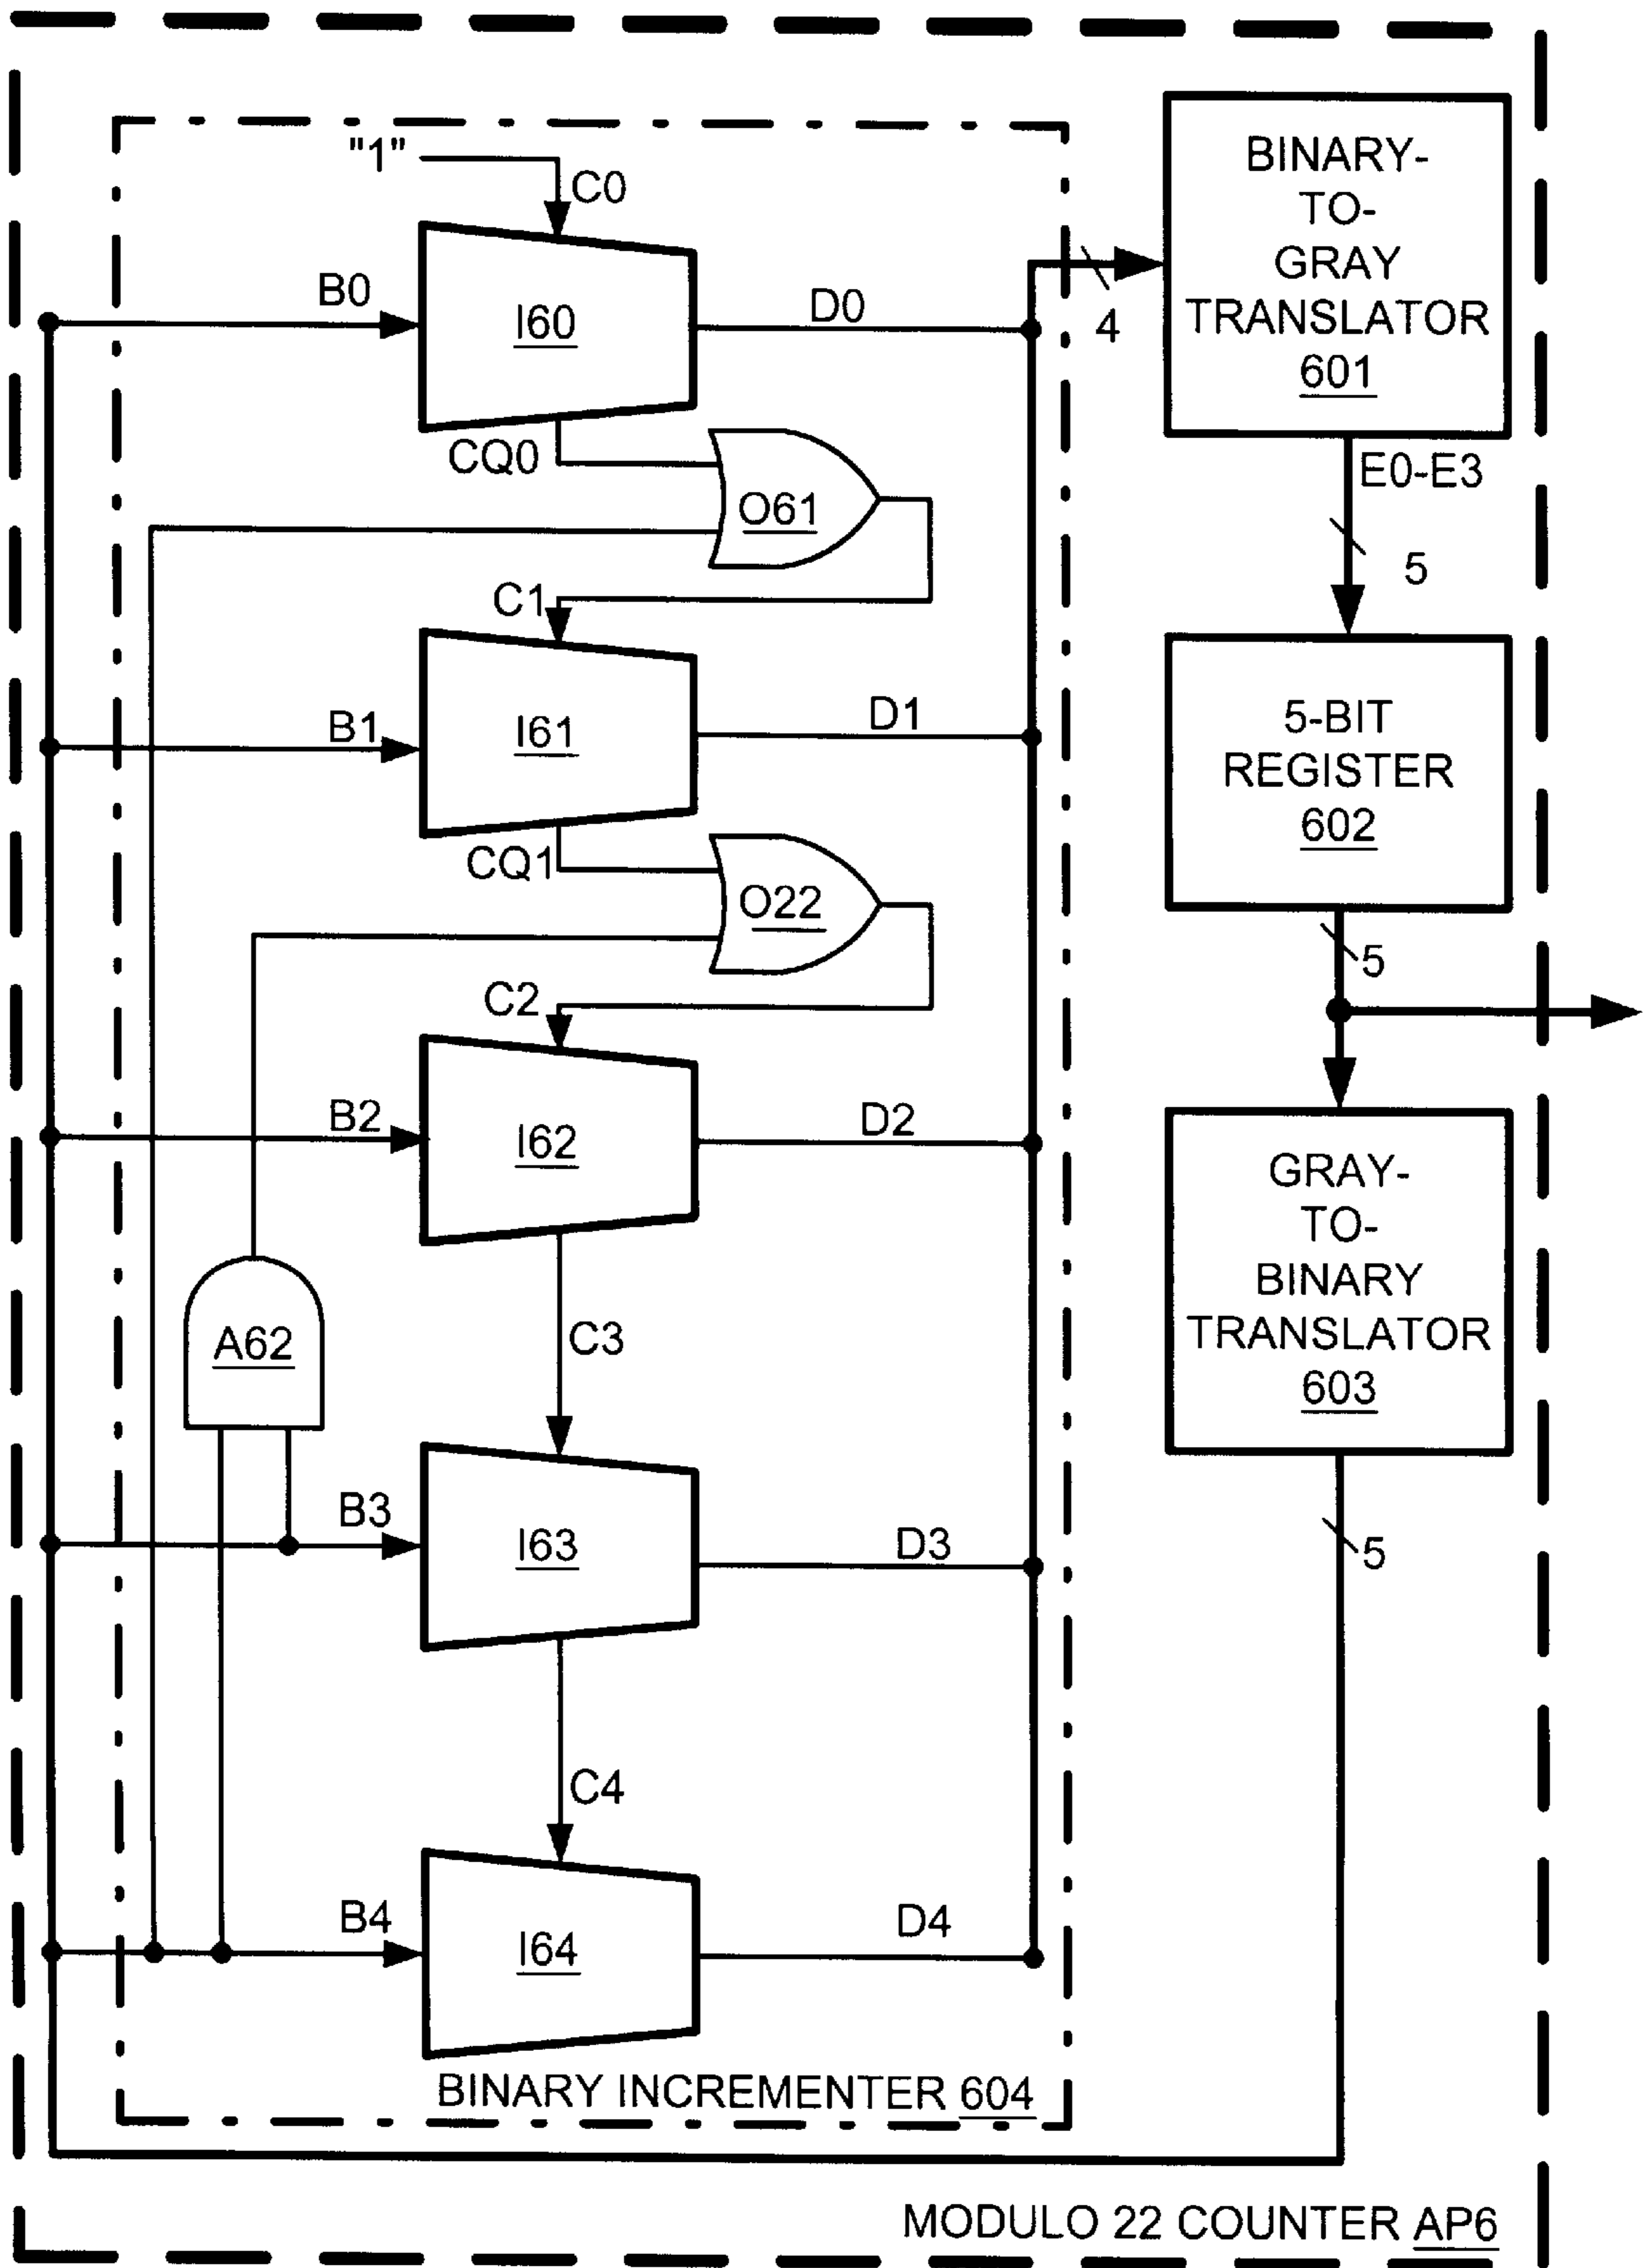 "1"
C0
B0
I60
D0
CQ0
O61
C1
B1
I61
D1
CQ1
O22
C2
B2
I62
D2
A62
C3
B3
I63
D3
C4
B4
I64
D4
BINARY INCREMENTER 604
4
BINARY-
TO-
GRAY
TRANSLATOR
601
E0-E3
5
5-BIT
REGISTER
602
5
GRAY-
TO-
BINARY
TRANSLATOR
603
5
MODULO 22 COUNTER AP6